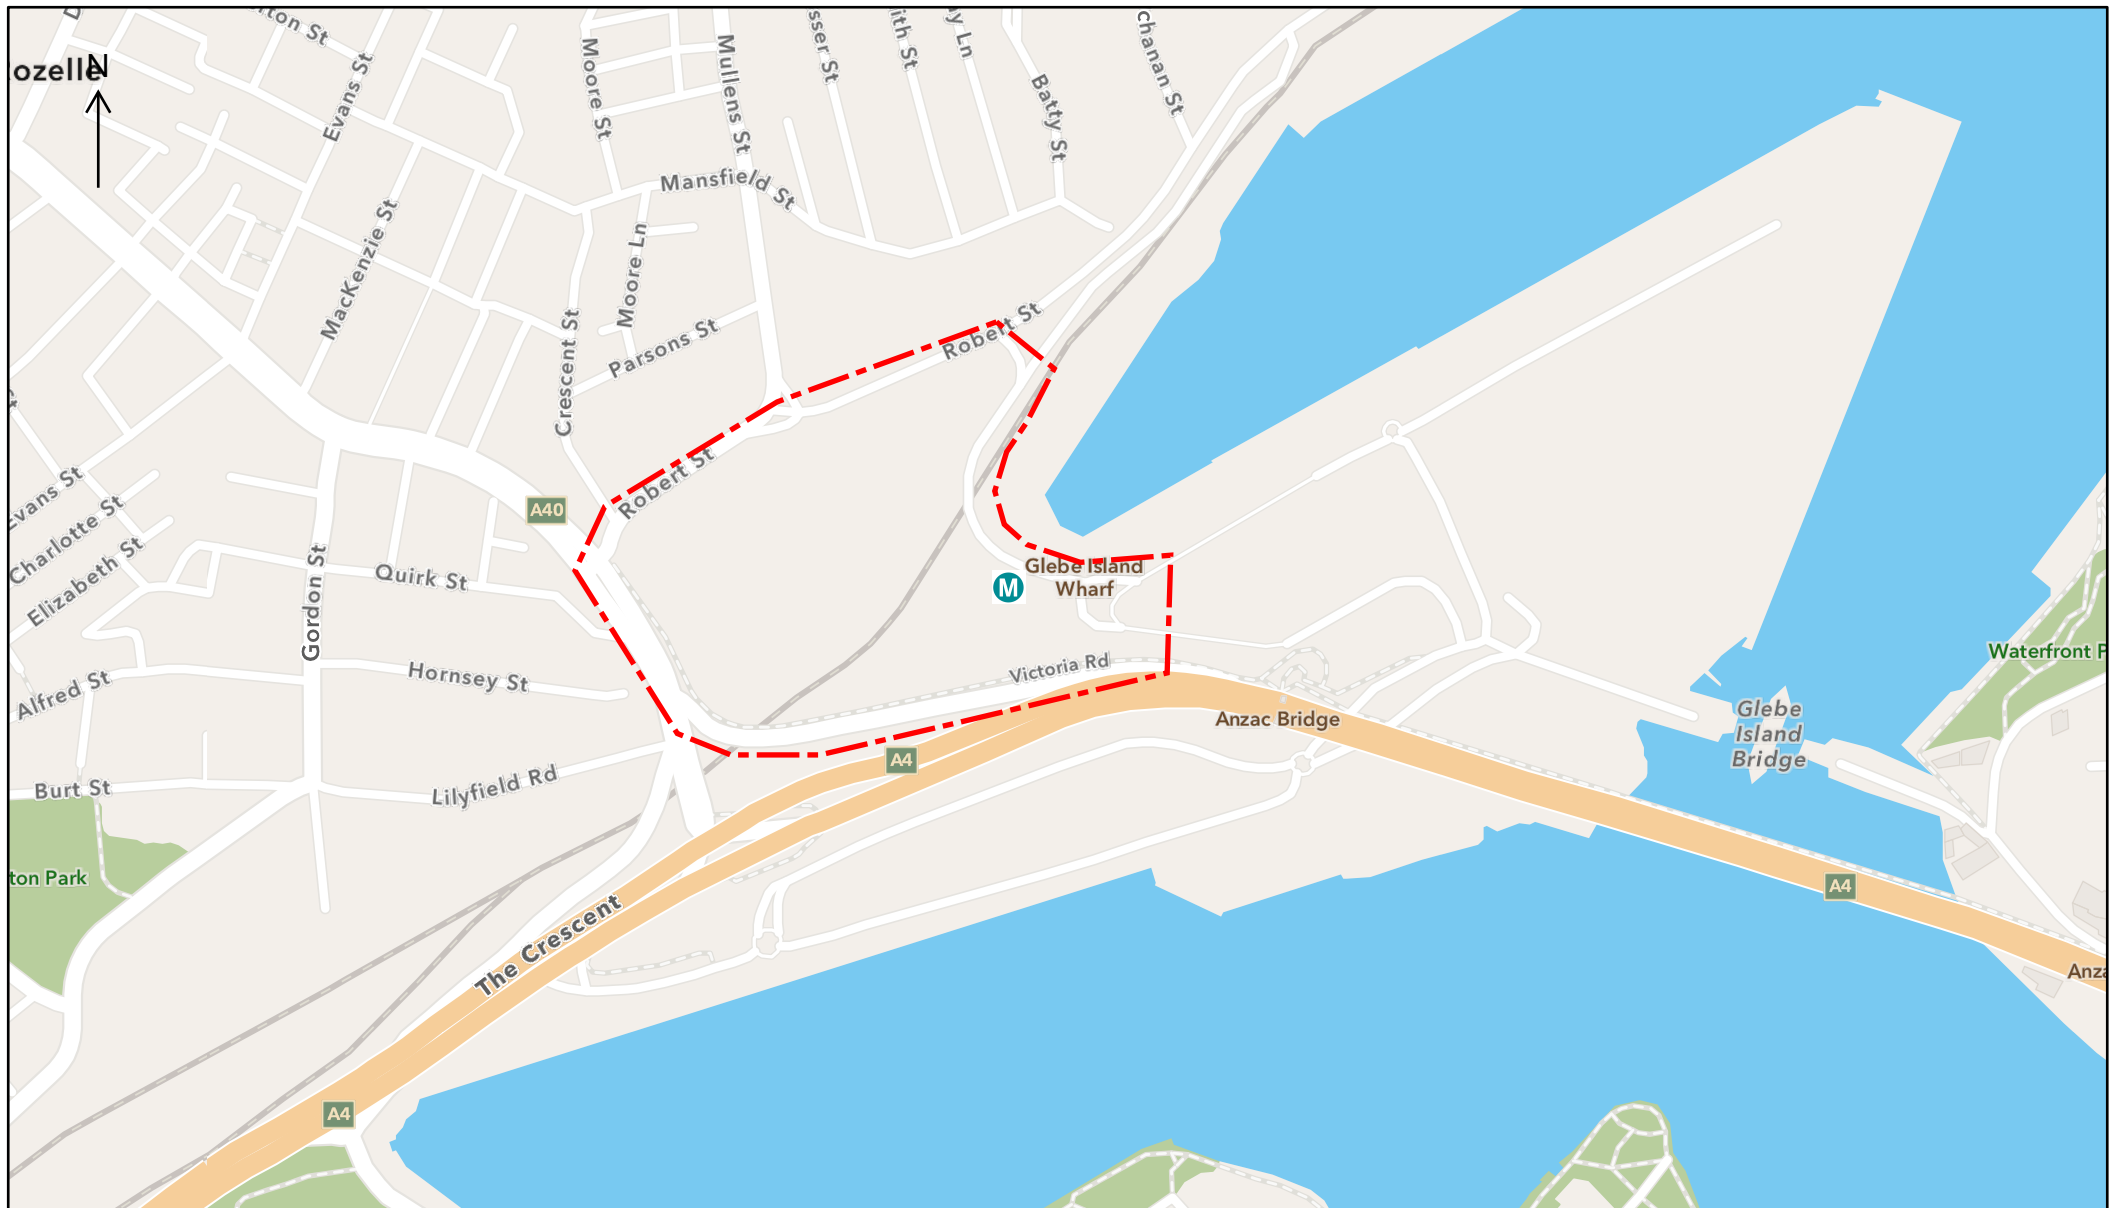 Rozelle
N
Evans St
Moore St
Mullens St
Batty St
Mansfield St
MacKenzie St
Moore Ln
Crescent St
Parsons St
Robert St
Robert St
A40
Evans St
Charlotte St
Elizabeth St
Gordon St
Quirk St
M
Glebe Island
Wharf
Hornsey St
Victoria Rd
Alfred St
Waterfront P
Anzac Bridge
Glebe
Island
Bridge
A4
Burt St
Lilyfield Rd
ton Park
A4
The Crescent
Anza
A4